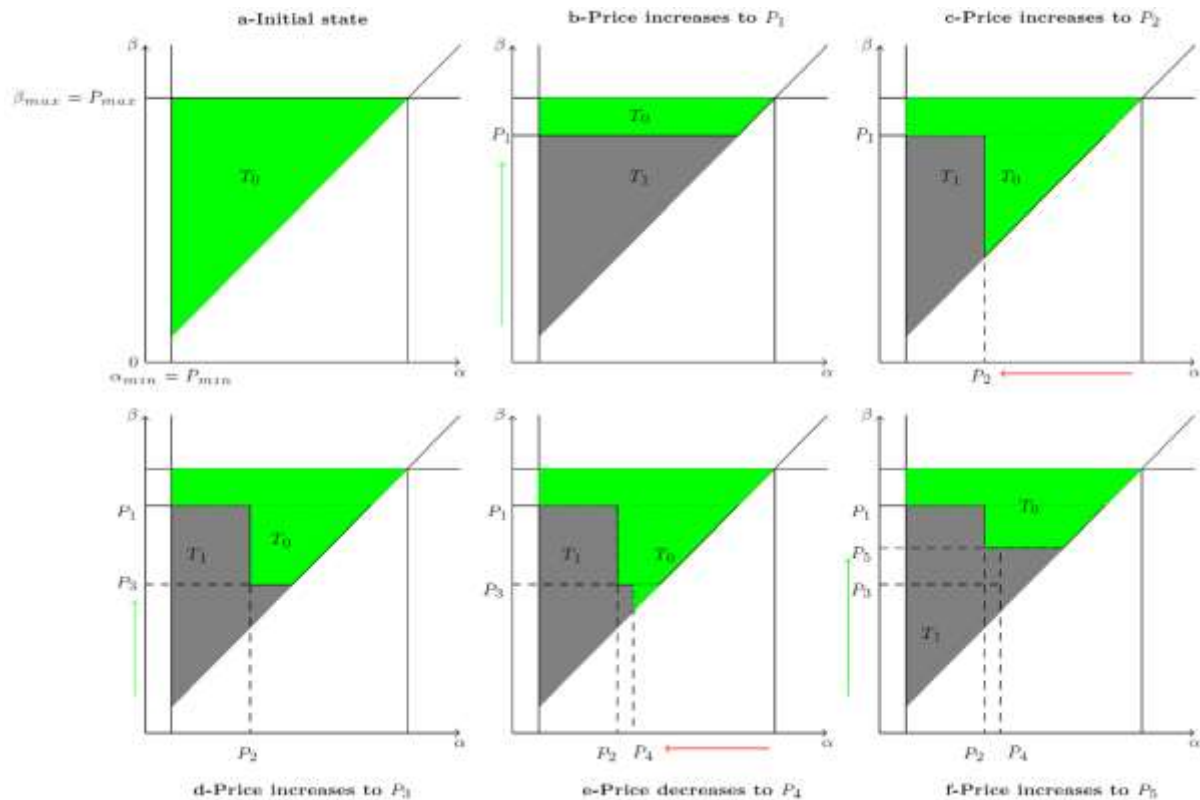 a-Initial state
b-Price increases to P₁
c-Price increases to P₂
β
β
β
βmax = Pmax
T₀
T₀
P₁
T₁
P₁
T₁
T₀
0
αmin = Pmin
α
α
P₂
α
β
β
β
P₁
T₁
T₀
P₃
P₂
α
P₁
T₁
T₀
P₃
P₂
P₄
α
P₁
T₀
P₅
P₃
T₁
P₂
P₄
α
d-Price increases to P₃
e-Price decreases to P₄
f-Price increases to P₅